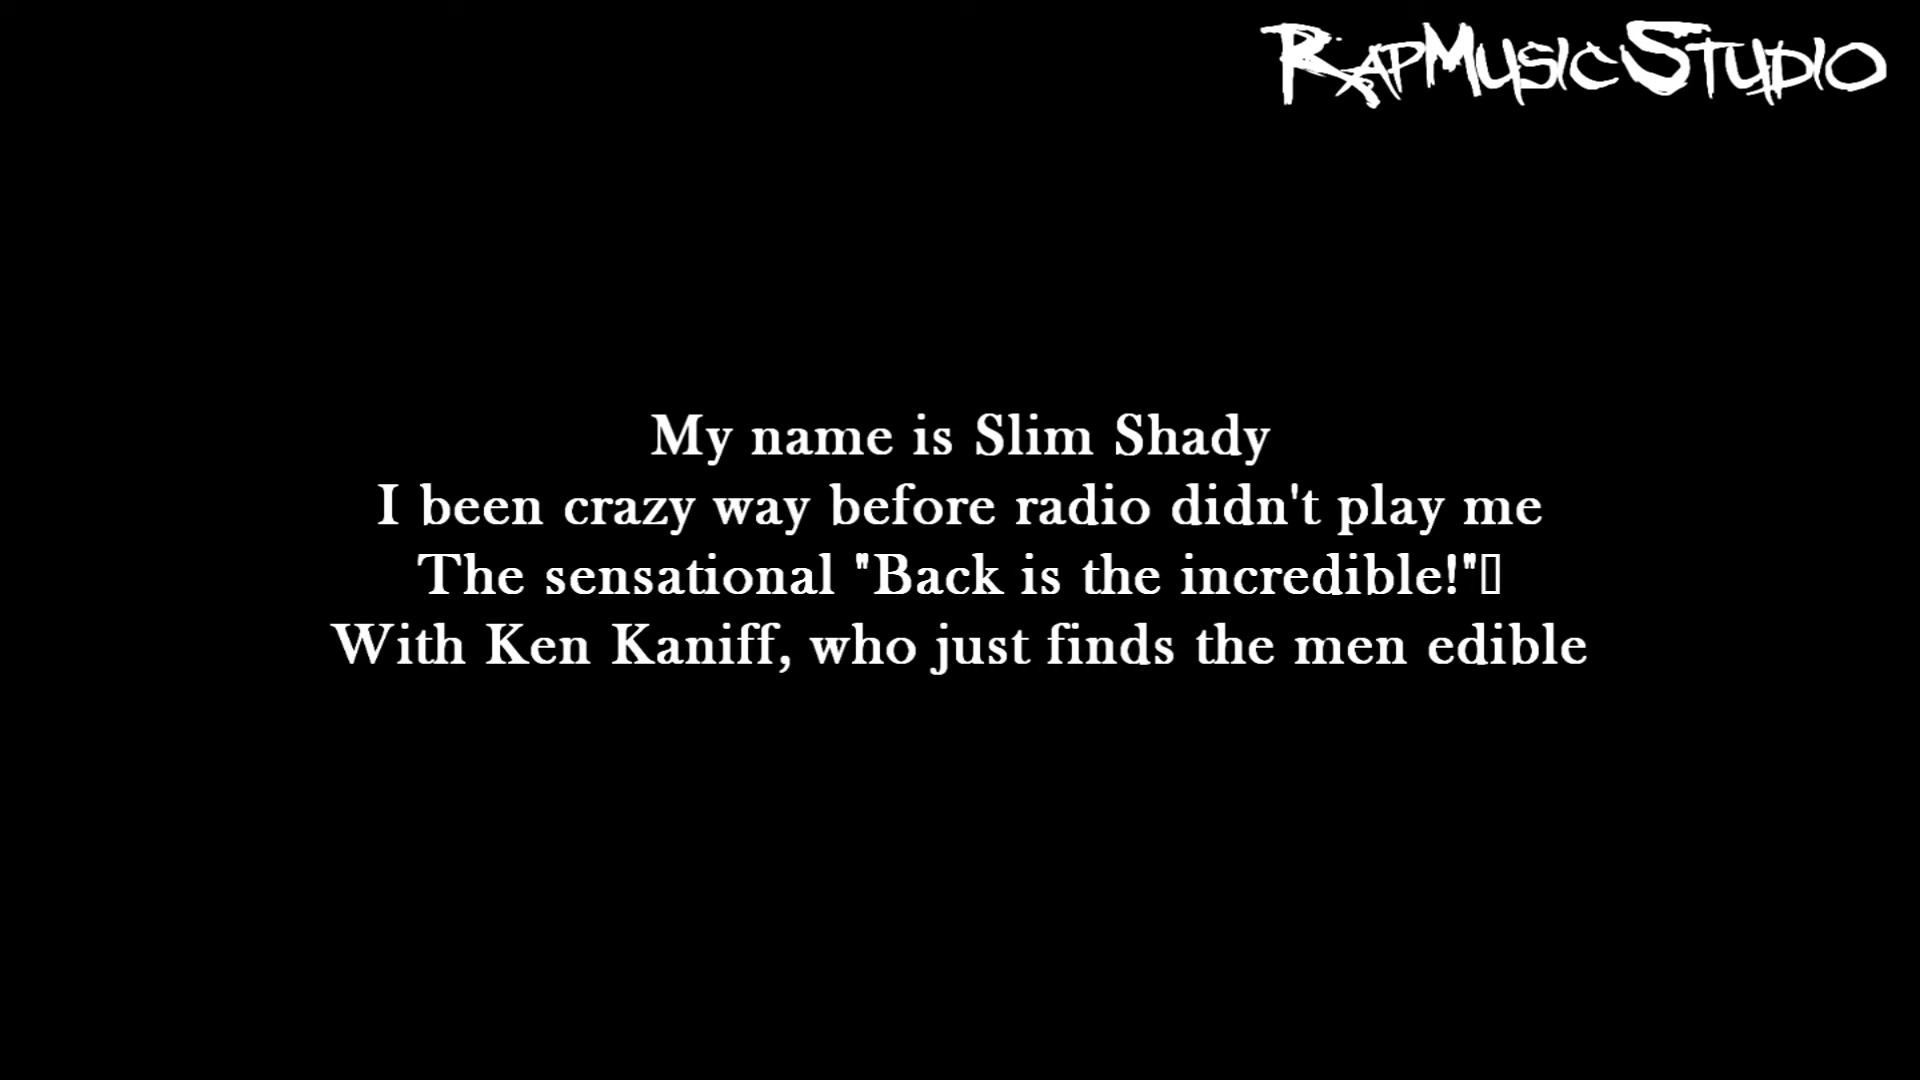 RapMusicStudio
My name is Slim Shady
I been crazy way before radio didn't play me
The sensational "Back is the incredible!"
With Ken Kaniff, who just finds the men edible